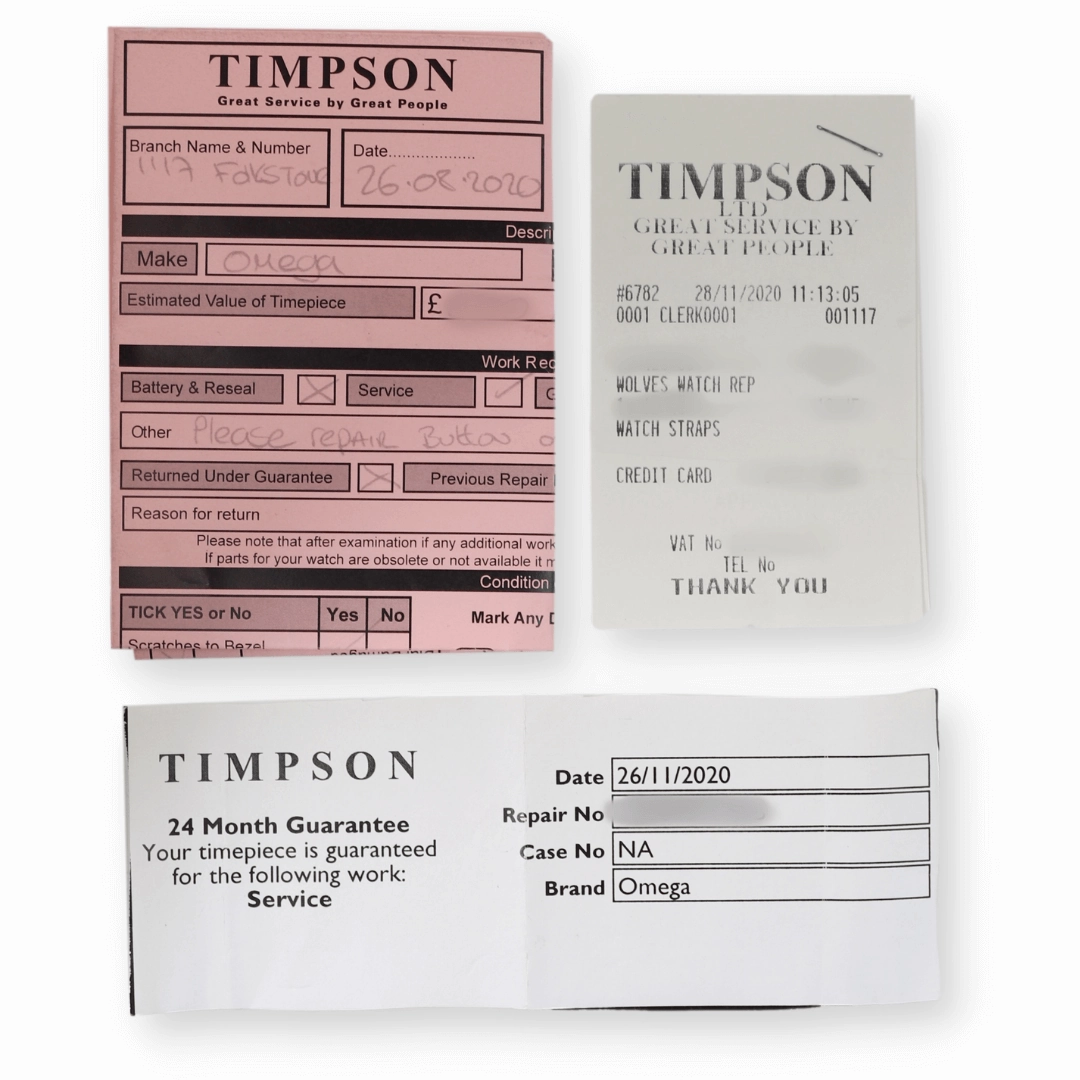 TIMPSON
Great Service by Great People
Branch Name & Number
1117 Folkstone
Date...................
26.08.2020
Descri
Make
Omega
Estimated Value of Timepiece
£
Work Rec
Battery & Reseal
Service
G
Other
Please repair Button o
Returned Under Guarantee
Previous Repair
Reason for return
Please note that after examination if any additional work
If parts for your watch are obsolete or not available it m
Condition
TICK YES or No
Yes
No
Mark Any D
Scratches to Bezel
TIMPSON
LTD
GREAT SERVICE BY
GREAT PEOPLE
#6782 28/11/2020 11:13:05
0001 CLERK0001 001117
WOLVES WATCH REP
WATCH STRAPS
CREDIT CARD
VAT No
TEL No
THANK YOU
TIMPSON
24 Month Guarantee
Your timepiece is guaranteed
for the following work:
Service
Date 26/11/2020
Repair No
Case No NA
Brand Omega